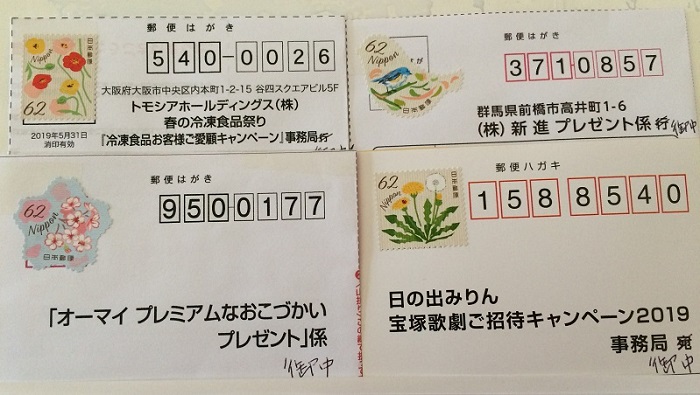 郵便はがき
62
Nippon
日本郵便
540-0026
大阪府大阪市中央区内本町1-2-15 谷四スクエアビル5F
トモシアホールディングス(株)
春の冷凍食品祭り
『冷凍食品お客様ご愛顧キャンペーン』事務局行
2019年5月31日
消印有効
郵便はがき
62
Nippon
日本郵便
371-0857
群馬県前橋市高井町1-6
(株)新進 プレゼント係 行 御中
郵便はがき
62
Nippon
日本郵便
950-0177
「オーマイ プレミアムなおこづかい
プレゼント」係
御中
郵便ハガキ
62
Nippon
日本郵便
1588540
日の出みりん
宝塚歌劇ご招待キャンペーン2019
事務局 宛
御中